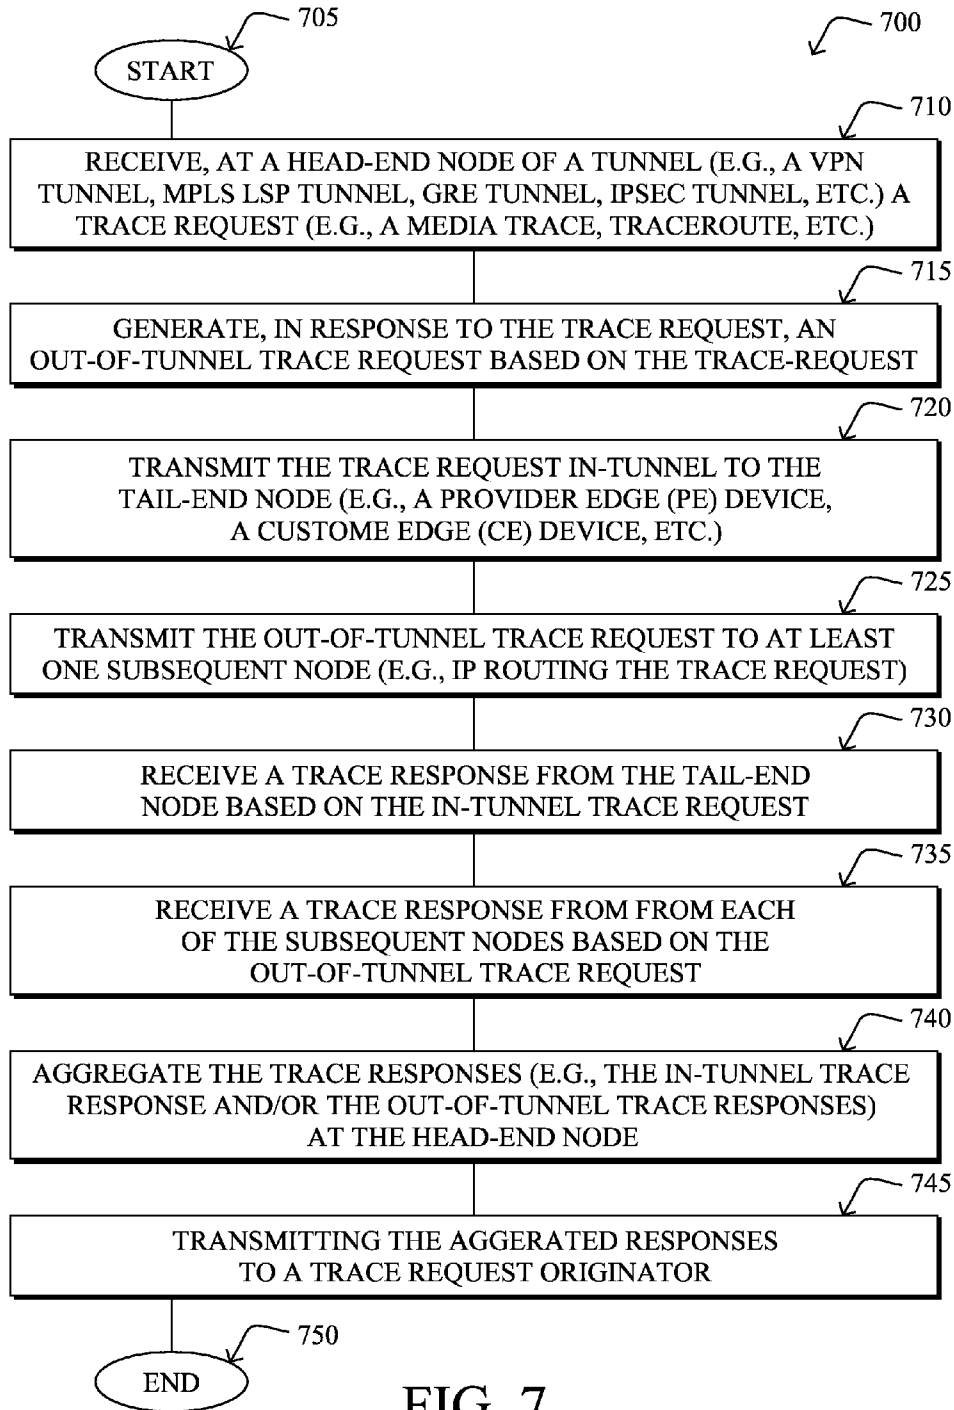 705
700
START
710
RECEIVE, AT A HEAD-END NODE OF A TUNNEL (E.G., A VPN
TUNNEL, MPLS LSP TUNNEL, GRE TUNNEL, IPSEC TUNNEL, ETC.) A
TRACE REQUEST (E.G., A MEDIA TRACE, TRACEROUTE, ETC.)
715
GENERATE, IN RESPONSE TO THE TRACE REQUEST, AN
OUT-OF-TUNNEL TRACE REQUEST BASED ON THE TRACE-REQUEST
720
TRANSMIT THE TRACE REQUEST IN-TUNNEL TO THE
TAIL-END NODE (E.G., A PROVIDER EDGE (PE) DEVICE,
A CUSTOME EDGE (CE) DEVICE, ETC.)
725
TRANSMIT THE OUT-OF-TUNNEL TRACE REQUEST TO AT LEAST
ONE SUBSEQUENT NODE (E.G., IP ROUTING THE TRACE REQUEST)
730
RECEIVE A TRACE RESPONSE FROM THE TAIL-END
NODE BASED ON THE IN-TUNNEL TRACE REQUEST
735
RECEIVE A TRACE RESPONSE FROM FROM EACH
OF THE SUBSEQUENT NODES BASED ON THE
OUT-OF-TUNNEL TRACE REQUEST
740
AGGREGATE THE TRACE RESPONSES (E.G., THE IN-TUNNEL TRACE
RESPONSE AND/OR THE OUT-OF-TUNNEL TRACE RESPONSES)
AT THE HEAD-END NODE
745
TRANSMITTING THE AGGERATED RESPONSES
TO A TRACE REQUEST ORIGINATOR
750
END
FIG. 7